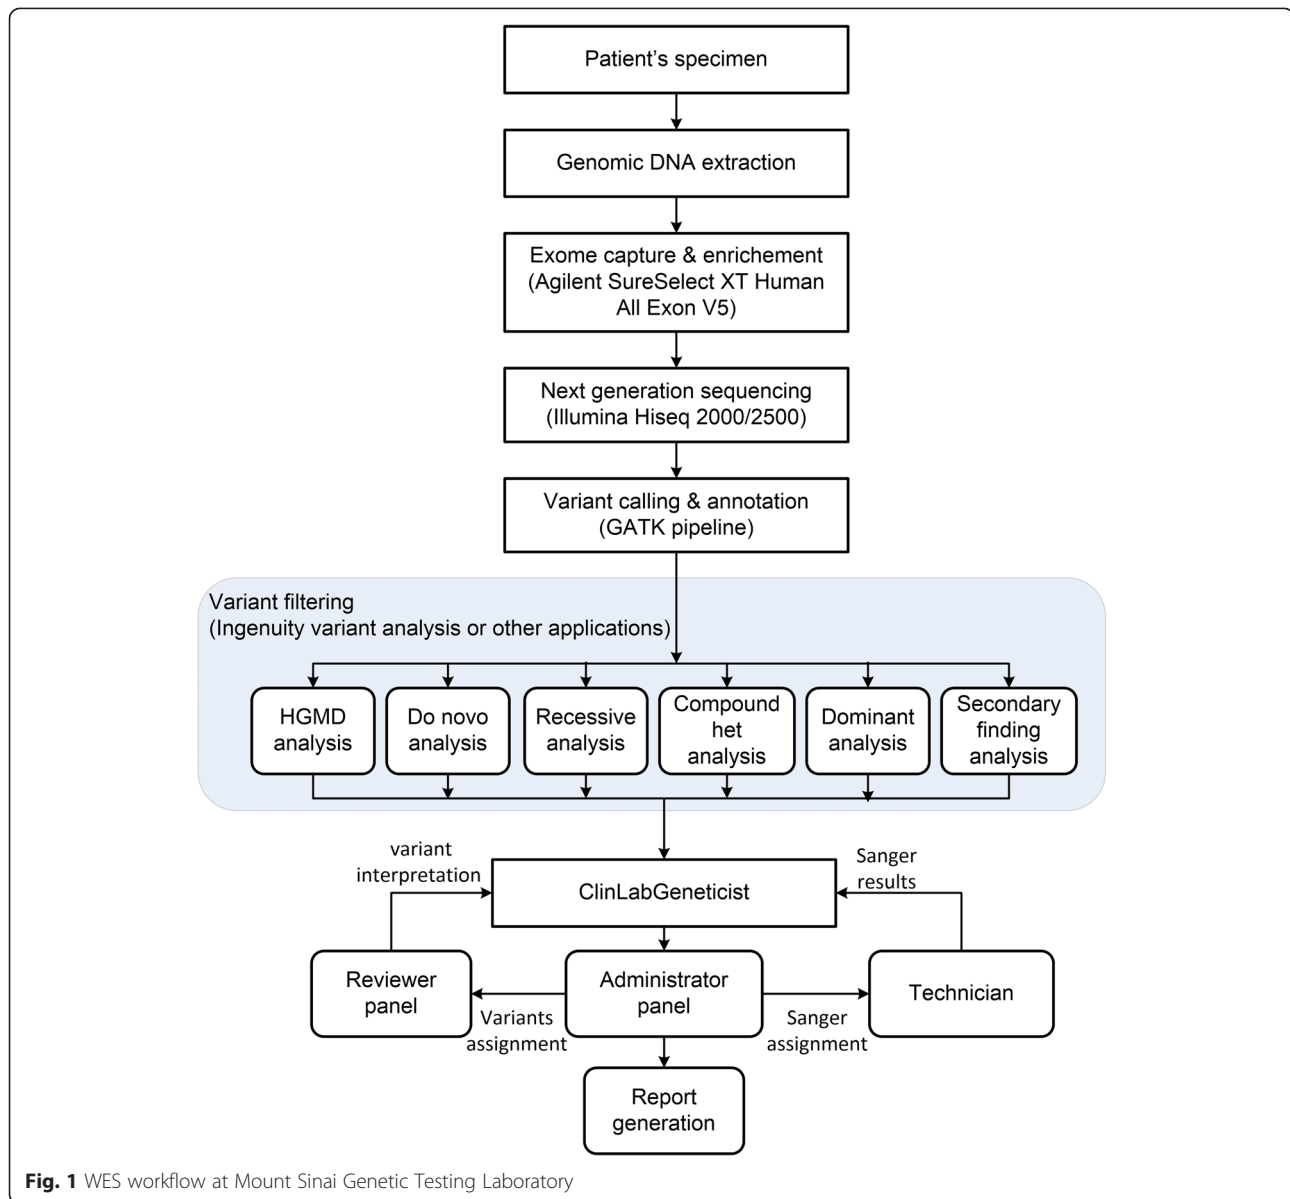 Patient's specimen
Genomic DNA extraction
Exome capture & enrichement
(Agilent SureSelect XT Human
All Exon V5)
Next generation sequencing
(Illumina Hiseq 2000/2500)
Variant calling & annotation
(GATK pipeline)
Variant filtering
(Ingenuity variant analysis or other applications)
HGMD
analysis
Do novo
analysis
Recessive
analysis
Compound
het
analysis
Dominant
analysis
Secondary
finding
analysis
variant
interpretation
Sanger
results
ClinLabGeneticist
Reviewer
panel
Administrator
panel
Technician
Variants
assignment
Sanger
assignment
Report
generation
Fig. 1 WES workflow at Mount Sinai Genetic Testing Laboratory